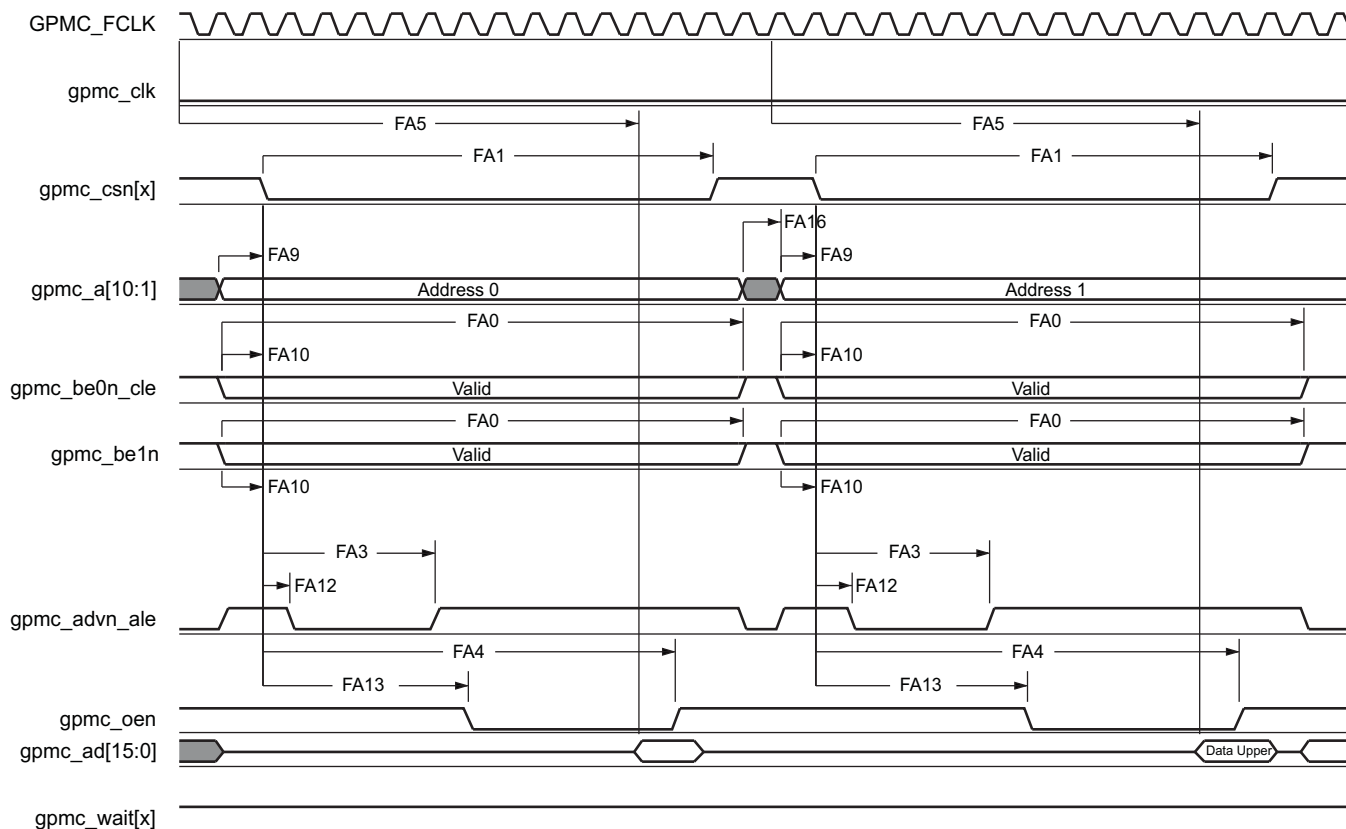 GPMC_FCLK
gpmc_clk
FA5 FA5
FA1 FA1
gpmc_csn[x]
FA16
FA9 FA9
gpmc_a[10:1] Address 0 Address 1
FA0 FA0
FA10 FA10
gpmc_be0n_cle Valid Valid
FA0 FA0
gpmc_be1n Valid Valid
FA10 FA10
FA3 FA3
FA12 FA12
gpmc_advn_ale
FA4 FA4
FA13 FA13
gpmc_oen
gpmc_ad[15:0] Data Upper
gpmc_wait[x]